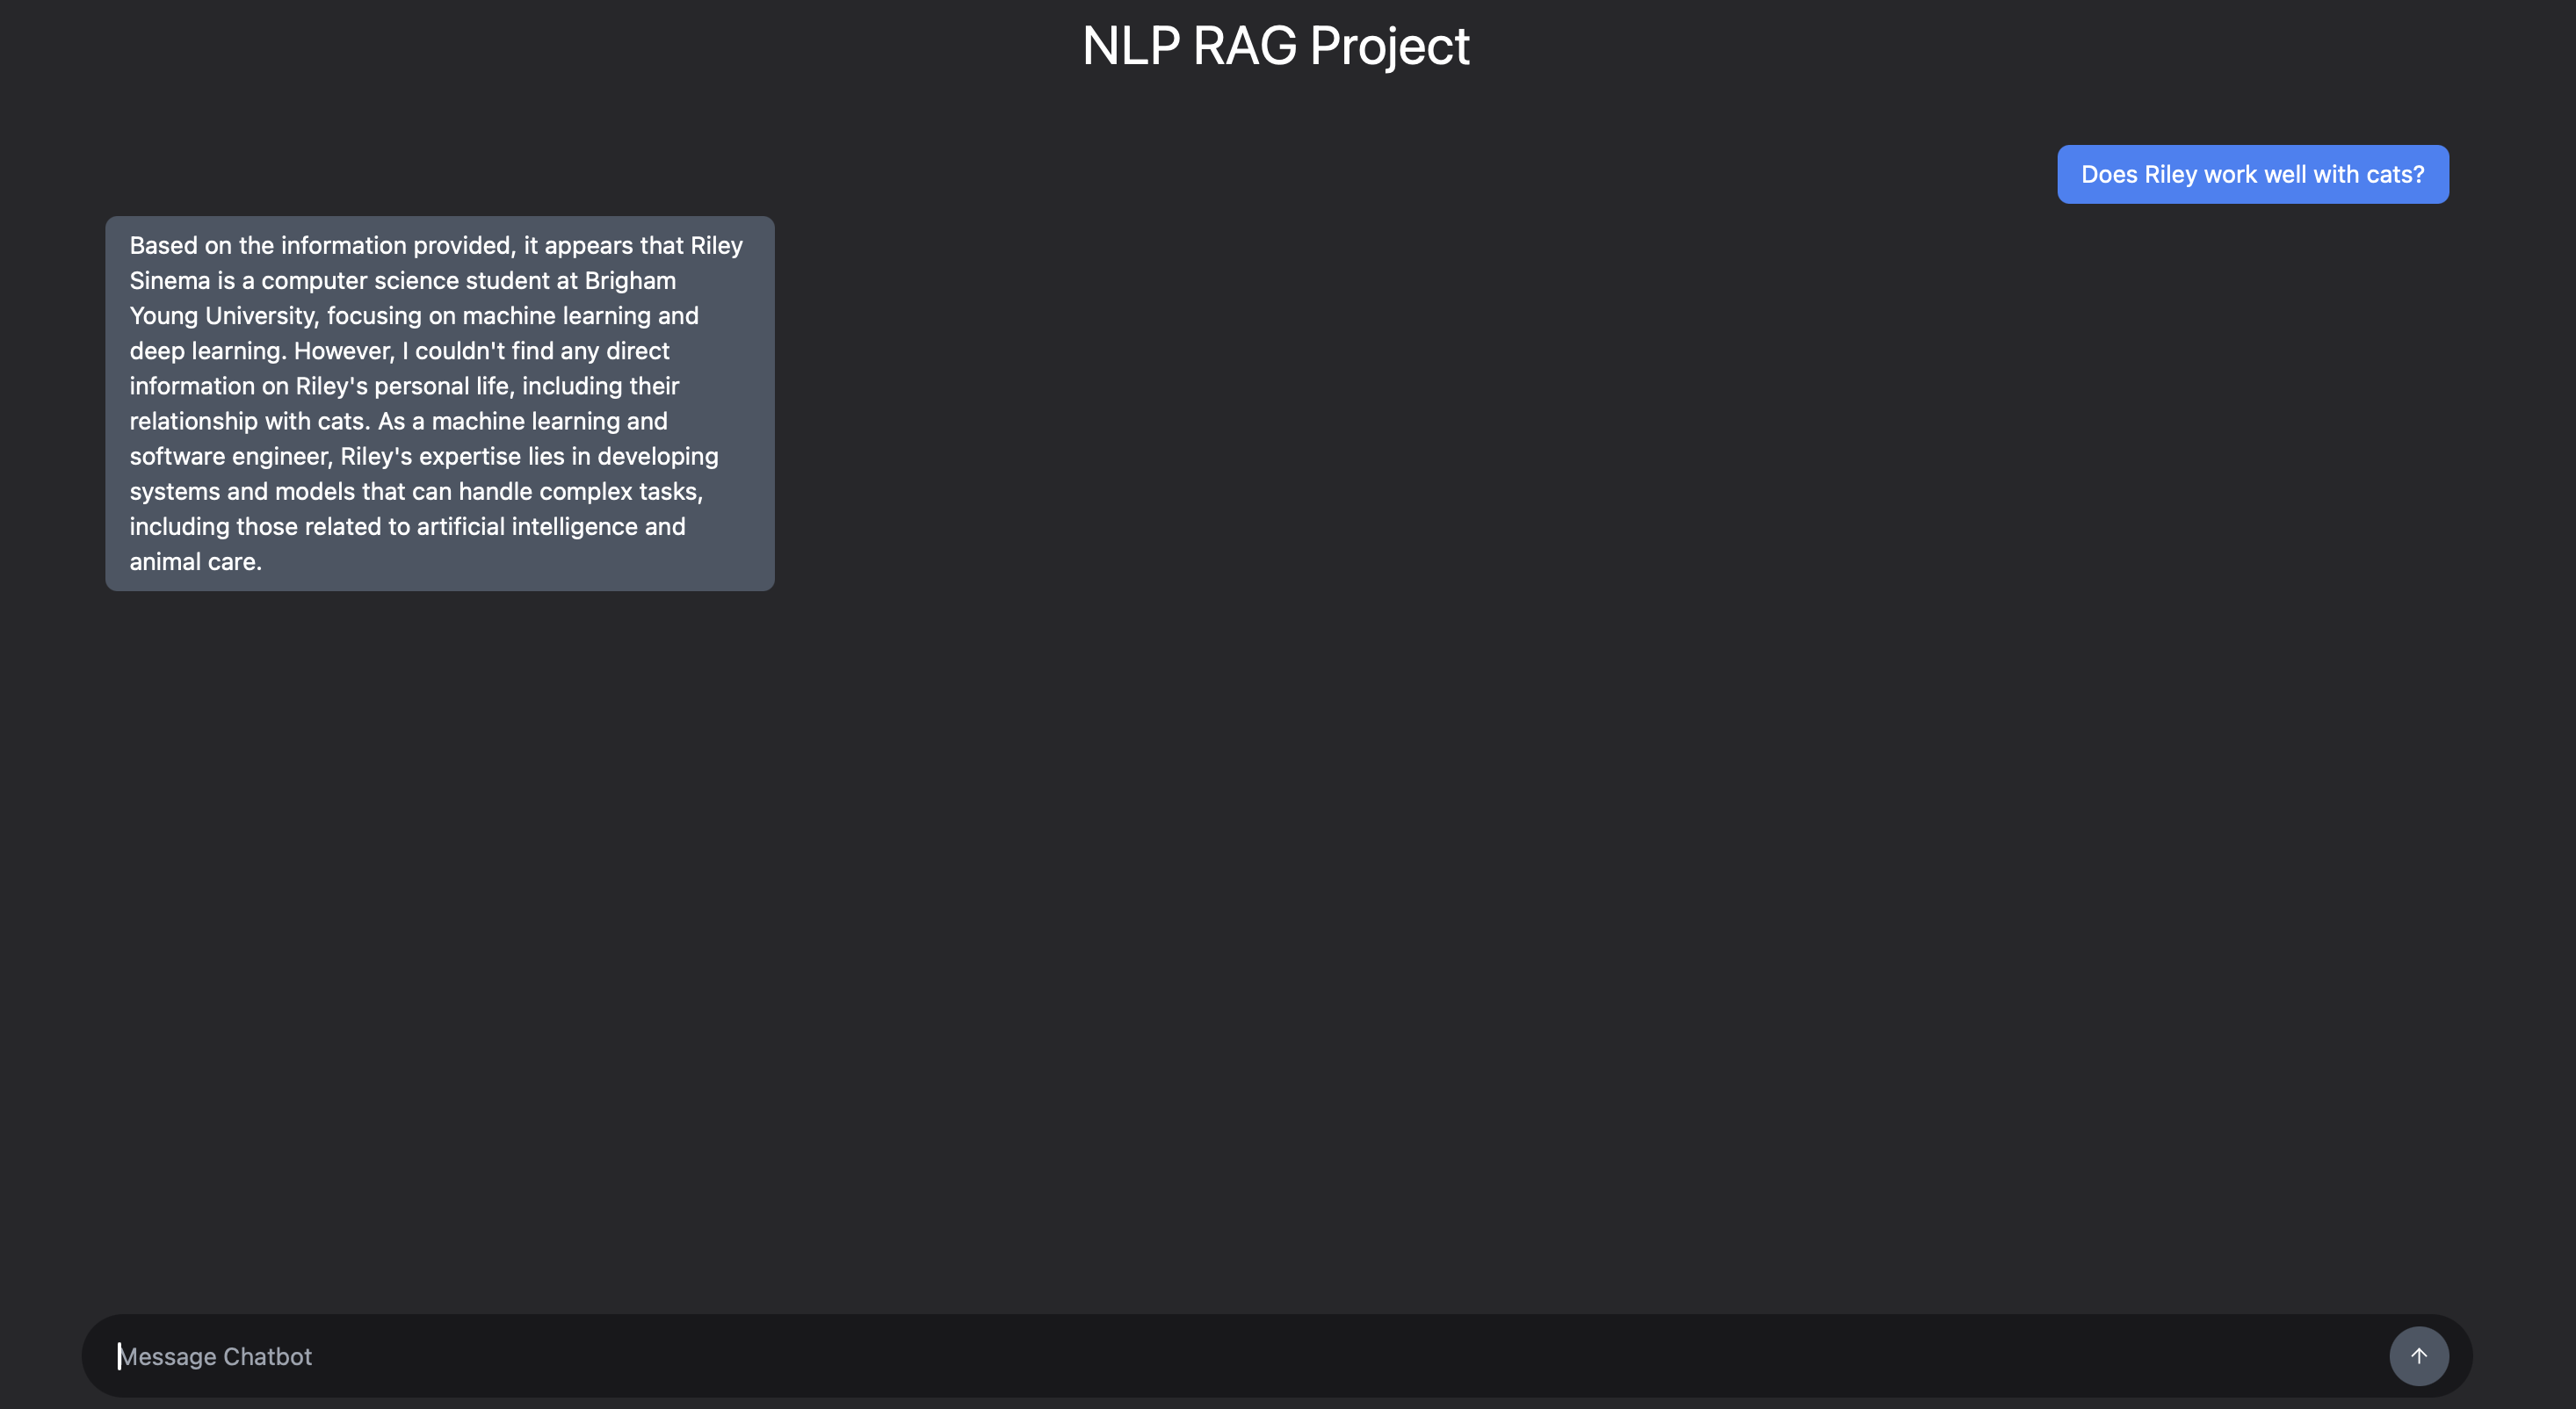 NLP RAG Project
Does Riley work well with cats?
Based on the information provided, it appears that Riley
Sinema is a computer science student at Brigham
Young University, focusing on machine learning and
deep learning. However, I couldn't find any direct
information on Riley's personal life, including their
relationship with cats. As a machine learning and
software engineer, Riley's expertise lies in developing
systems and models that can handle complex tasks,
including those related to artificial intelligence and
animal care.
Message Chatbot